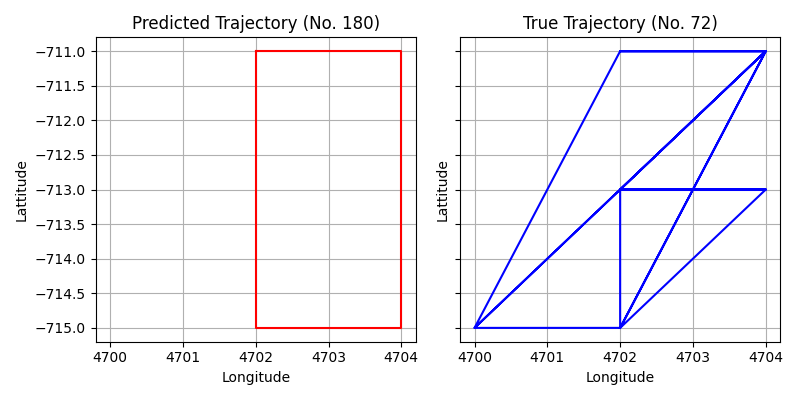 Predicted Trajectory (No. 180)
True Trajectory (No. 72)
−711.0
−711.5
−712.0
−712.5
−713.0
−713.5
−714.0
−714.5
−715.0
Lattitude
Lattitude
4700 4701 4702 4703 4704
4700 4701 4702 4703 4704
Longitude
Longitude